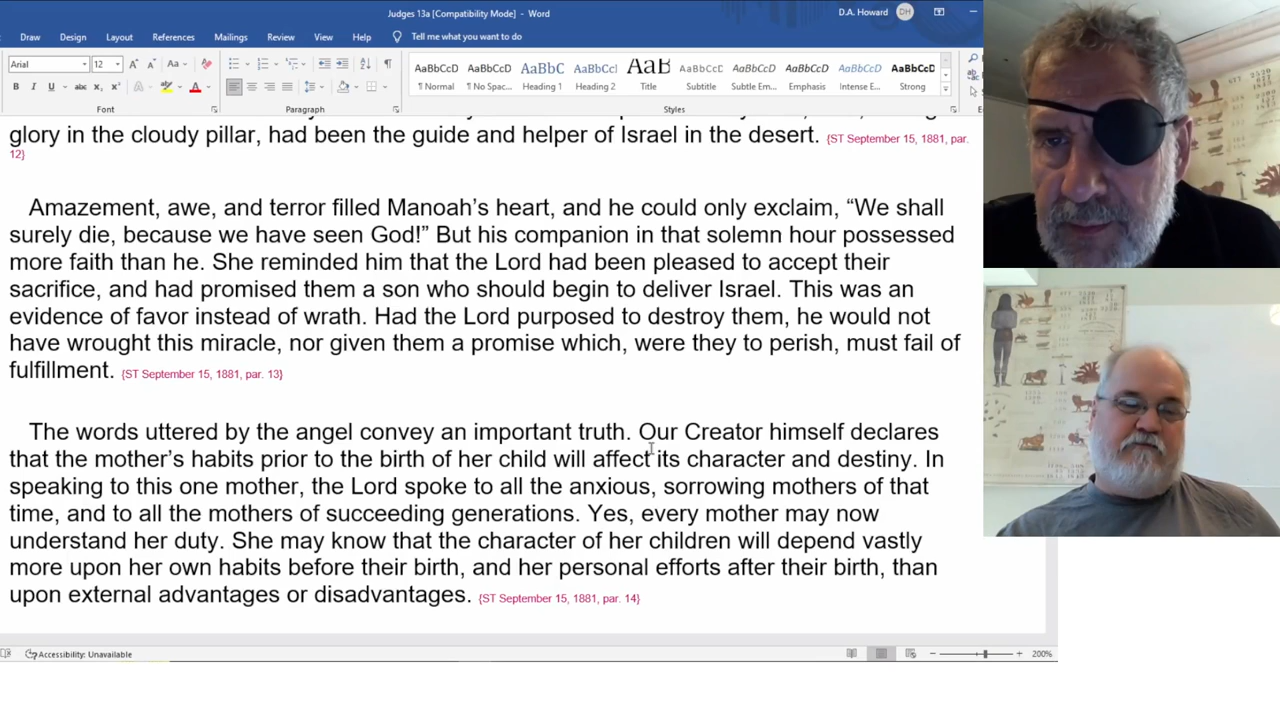 Judges 13a [Compatibility Mode] - Word
D.A. Howard DH
Draw Design Layout References Mailings Review View Help Tell me what you want to do
Arial 12 Aa
AaBbCcD AaBbCcD AaBbC AaBbCcI AaB AaBbCcD AaBbCcD AaBbCcD AaBbCcD AaBbCcD
¶ Normal ¶ No Spac... Heading 1 Heading 2 Title Subtitle Subtle Em... Emphasis Intense E... Strong
B I U abc x₂ x² A
Font Paragraph Styles
glory in the cloudy pillar, had been the guide and helper of Israel in the desert. {ST September 15, 1881, par.
12}
Amazement, awe, and terror filled Manoah’s heart, and he could only exclaim, “We shall
surely die, because we have seen God!” But his companion in that solemn hour possessed
more faith than he. She reminded him that the Lord had been pleased to accept their
sacrifice, and had promised them a son who should begin to deliver Israel. This was an
evidence of favor instead of wrath. Had the Lord purposed to destroy them, he would not
have wrought this miracle, nor given them a promise which, were they to perish, must fail of
fulfillment. {ST September 15, 1881, par. 13}
The words uttered by the angel convey an important truth. Our Creator himself declares
that the mother’s habits prior to the birth of her child will affect its character and destiny. In
speaking to this one mother, the Lord spoke to all the anxious, sorrowing mothers of that
time, and to all the mothers of succeeding generations. Yes, every mother may now
understand her duty. She may know that the character of her children will depend vastly
more upon her own habits before their birth, and her personal efforts after their birth, than
upon external advantages or disadvantages. {ST September 15, 1881, par. 14}
Accessibility: Unavailable
200%